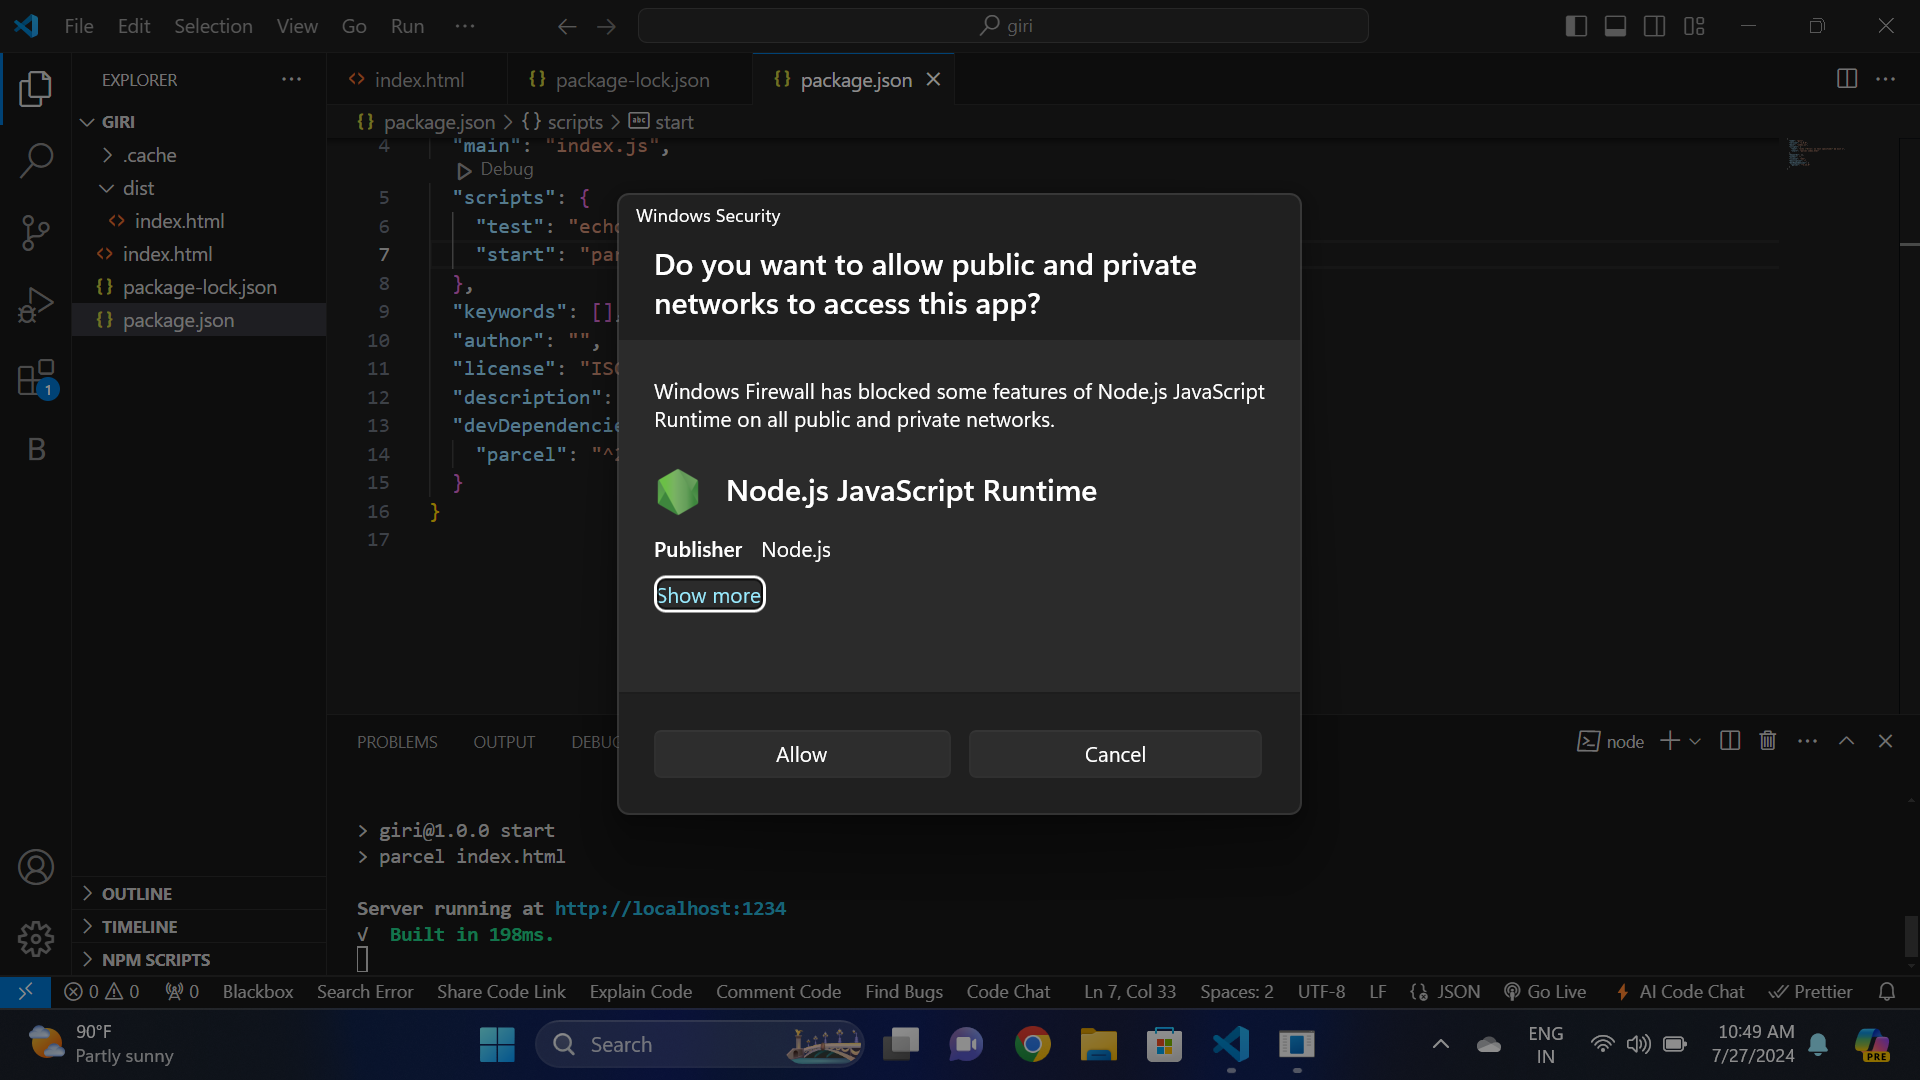 File Edit Selection View Go Run ···
giri
EXPLORER
GIRI
.cache
dist
index.html
index.html
package-lock.json
package.json
OUTLINE
TIMELINE
NPM SCRIPTS
1
B
index.html
package-lock.json
package.json
package.json > {} scripts > start
4 "main": "index.js",
Debug
5 "scripts": {
6 "test":
7 "start":
8 },
9 "keywords": []
10 "author": "",
11 "license":
12 "description":
13
14 "parcel":
15 }
16 }
17
Windows Security
Do you want to allow public and private
networks to access this app?
Windows Firewall has blocked some features of Node.js JavaScript
Runtime on all public and private networks.
Node.js JavaScript Runtime
Publisher Node.js
Show more
Allow Cancel
PROBLEMS OUTPUT
node
> giri@1.0.0 start
> parcel index.html
Server running at http://localhost:1234
√ Built in 198ms.
0 0 0 Blackbox Search Error Share Code Link Explain Code Comment Code Find Bugs Code Chat Ln 7, Col 33 Spaces: 2 UTF-8 LF {} JSON Go Live AI Code Chat Prettier
90°F
Partly sunny
Search
ENG
IN
10:49 AM
7/27/2024
PRE